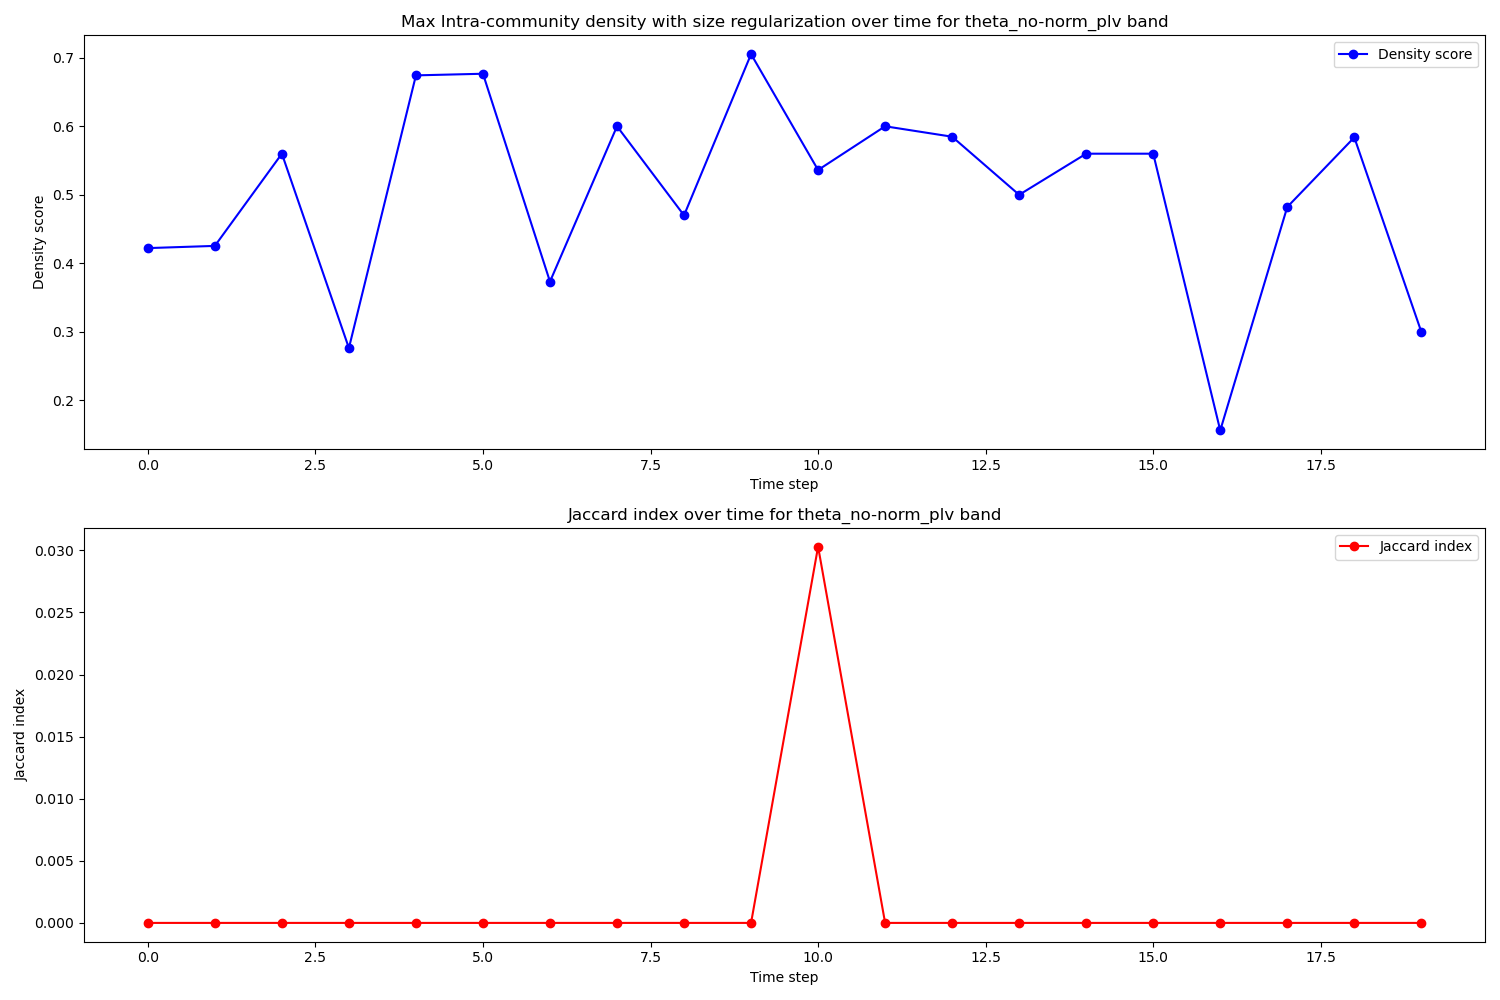 Max Intra-community density with size regularization over time for theta_no-norm_plv band
Density score
0.7
0.6
0.5
0.4
0.3
0.2
Density score
0.0 2.5 5.0 7.5 10.0 12.5 15.0 17.5
Time step
Jaccard index over time for theta_no-norm_plv band
Jaccard index
0.030
0.025
0.020
0.015
0.010
0.005
0.000
Jaccard index
0.0 2.5 5.0 7.5 10.0 12.5 15.0 17.5
Time step